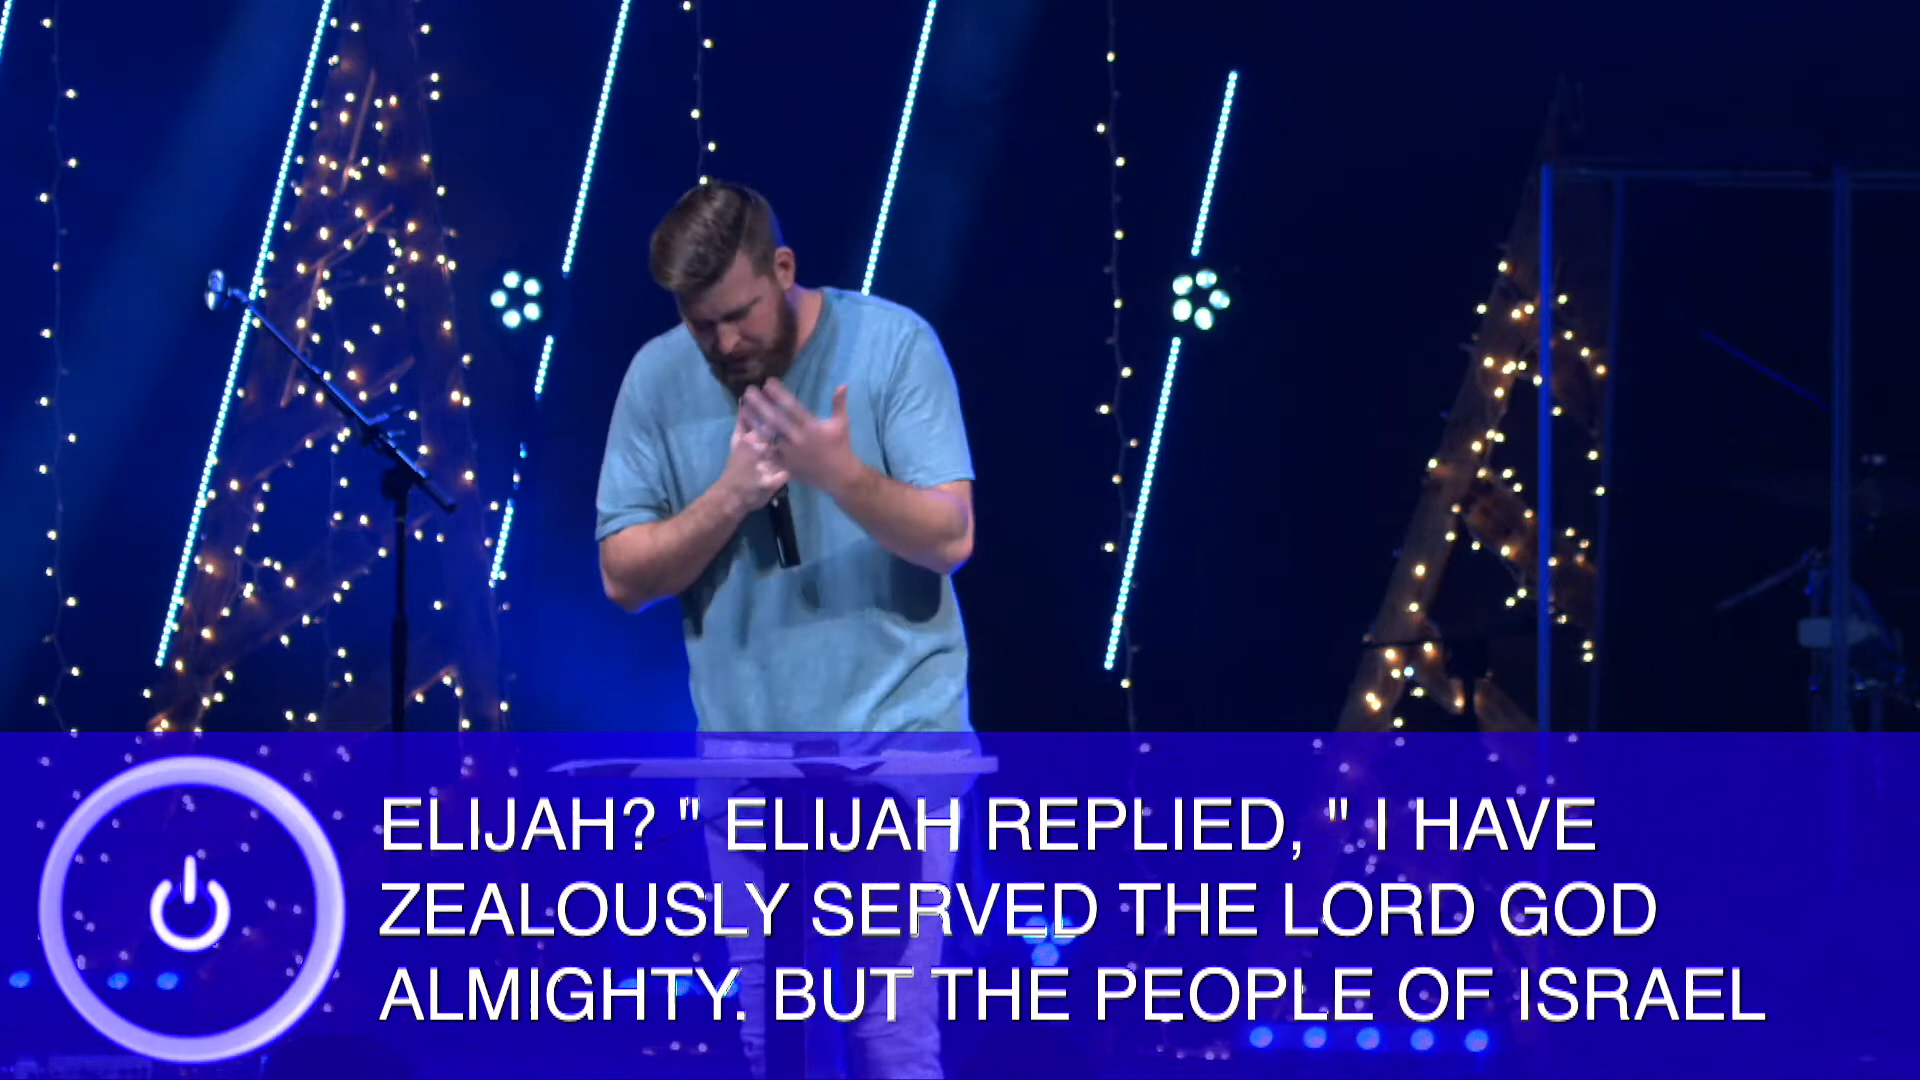 ELIJAH? " ELIJAH REPLIED, " I HAVE
ZEALOUSLY SERVED THE LORD GOD
ALMIGHTY. BUT THE PEOPLE OF ISRAEL